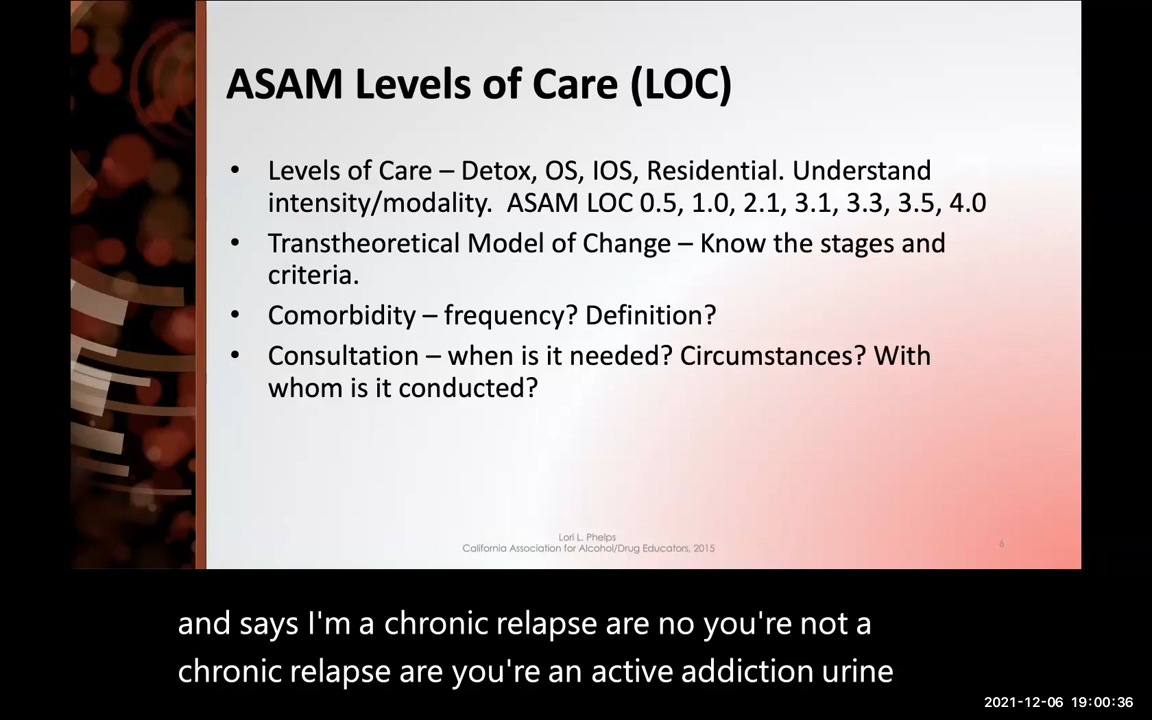 ASAM Levels of Care (LOC)
• Levels of Care – Detox, OS, IOS, Residential. Understand
intensity/modality.  ASAM LOC 0.5, 1.0, 2.1, 3.1, 3.3, 3.5, 4.0
• Transtheoretical Model of Change – Know the stages and
criteria.
• Comorbidity – frequency? Definition?
• Consultation – when is it needed? Circumstances? With
whom is it conducted?
Lori L. Phelps
California Association for Alcohol/Drug Educators, 2015
6
and says I'm a chronic relapse are no you're not a
chronic relapse are you're an active addiction urine
2021-12-06 19:00:36